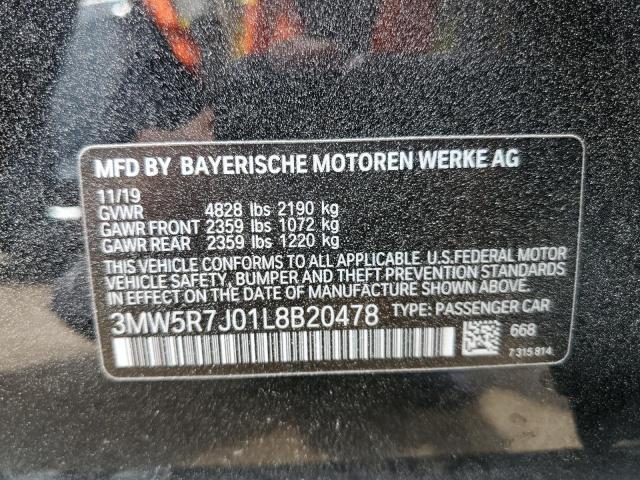 MFD BY BAYERISCHE MOTOREN WERKE AG
11/19
GVWR 4828 lbs 2190 kg
GAWR FRONT 2359 lbs 1072 kg
GAWR REAR 2359 lbs 1220 kg
THIS VEHICLE CONFORMS TO ALL APPLICABLE U.S.FEDERAL MOTOR
VEHICLE SAFETY, BUMPER AND THEFT PREVENTION STANDARDS
IN EFFECT ON THE DATE OF MANUFACTURE SHOWN ABOVE.
3MW5R7J01L8B20478 TYPE: PASSENGER CAR
668
7 315 814